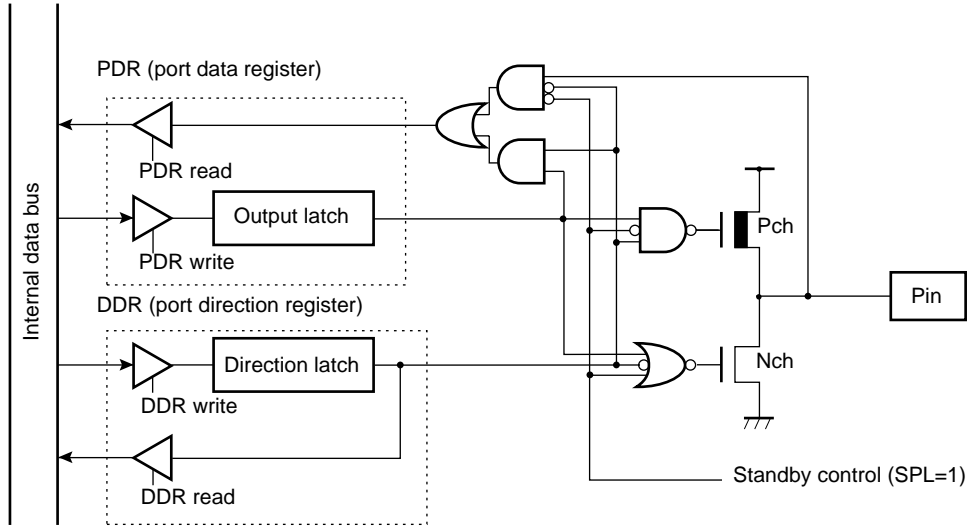 PDR (port data register)
PDR read
Output latch
Pch
PDR write
Internal data bus
Pin
DDR (port direction register)
Direction latch
Nch
DDR write
Standby control (SPL=1)
DDR read